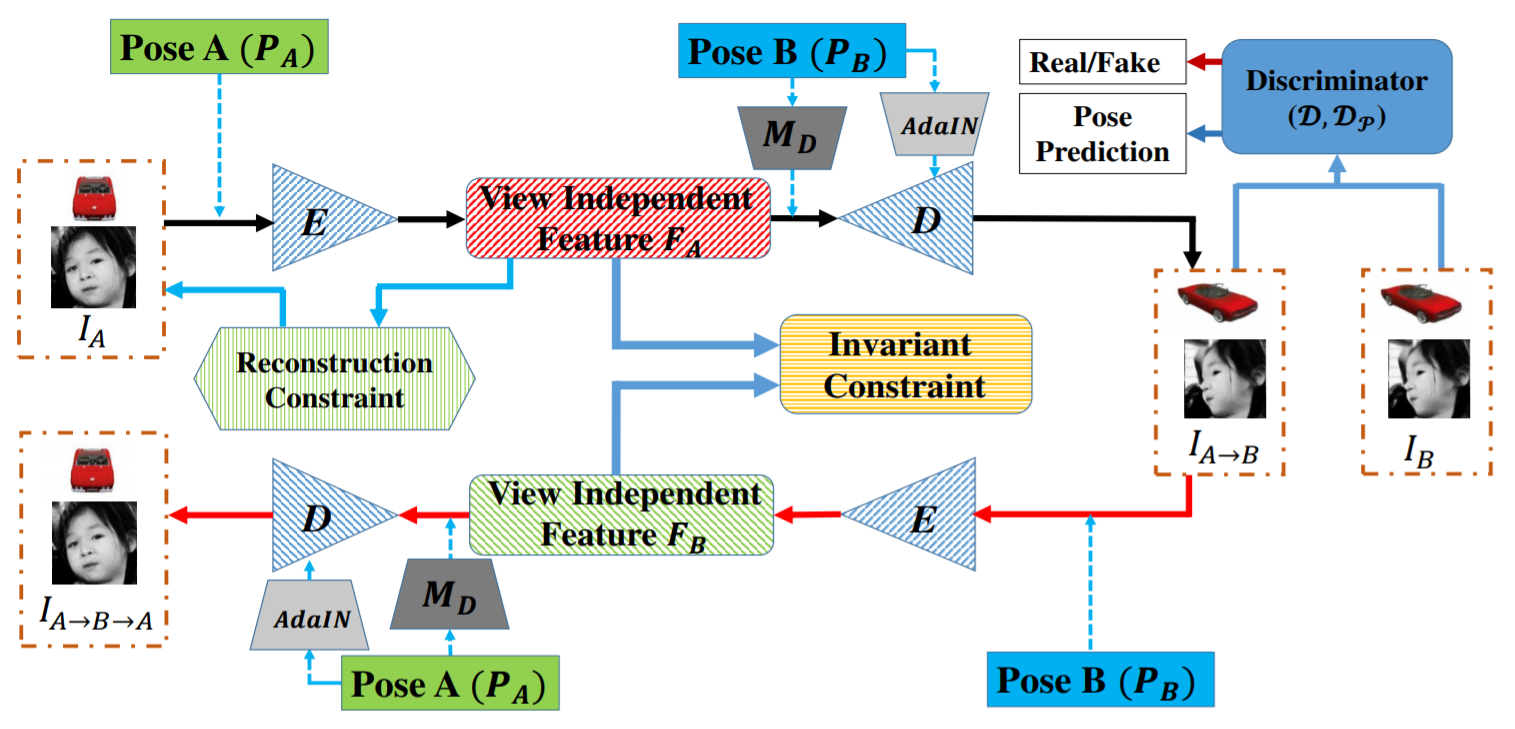 Pose A (P_A)
Pose B (P_B)
Real/Fake
Discriminator
(𝒟, 𝒟_𝒫)
Pose
Prediction
M_D
AdaIN
E
View Independent
Feature F_A
D
I_A
Reconstruction
Constraint
Invariant
Constraint
I_{A→B}
I_B
D
View Independent
Feature F_B
E
I_{A→B→A}
AdaIN
M_D
Pose A (P_A)
Pose B (P_B)